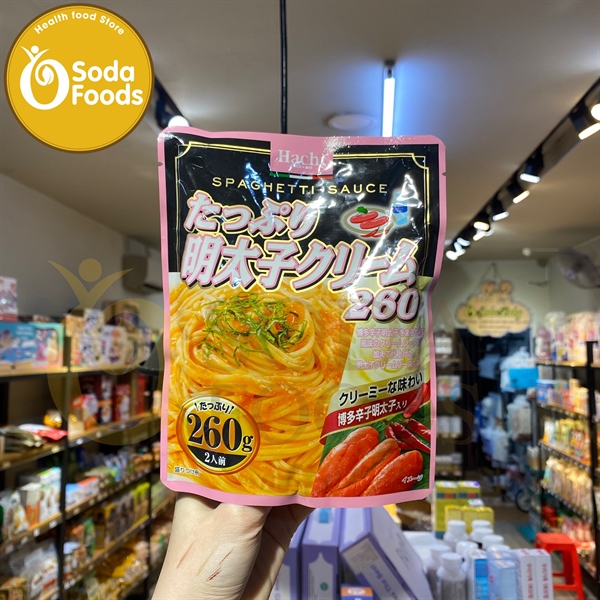 Health food Store
Soda
Foods
Hachi
SPAGHETTI SAUCE
たっぷり
明太子クリーム
260
クリーミーな味わい
博多辛子明太子入り
たっぷり
260g
2人前